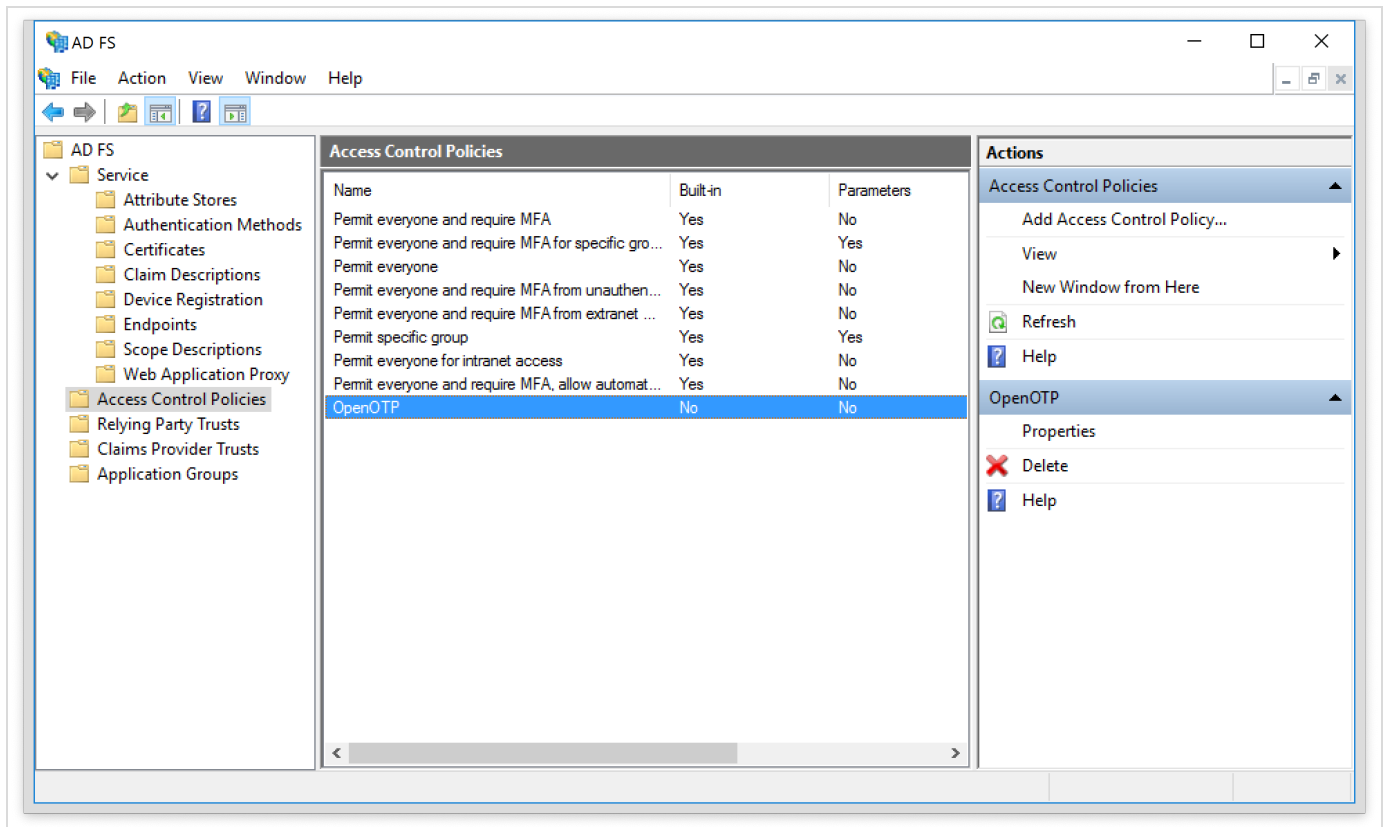 AD FS
File Action View Window Help
AD FS
Service
Attribute Stores
Authentication Methods
Certificates
Claim Descriptions
Device Registration
Endpoints
Scope Descriptions
Web Application Proxy
Access Control Policies
Relying Party Trusts
Claims Provider Trusts
Application Groups
Access Control Policies
Name Built-in Parameters
Permit everyone and require MFA Yes No
Permit everyone and require MFA for specific gro... Yes Yes
Permit everyone Yes No
Permit everyone and require MFA from unauthen... Yes No
Permit everyone and require MFA from extranet ... Yes No
Permit specific group Yes Yes
Permit everyone for intranet access Yes No
Permit everyone and require MFA, allow automat... Yes No
OpenOTP No No
Actions
Access Control Policies
Add Access Control Policy...
View
New Window from Here
Refresh
Help
OpenOTP
Properties
Delete
Help